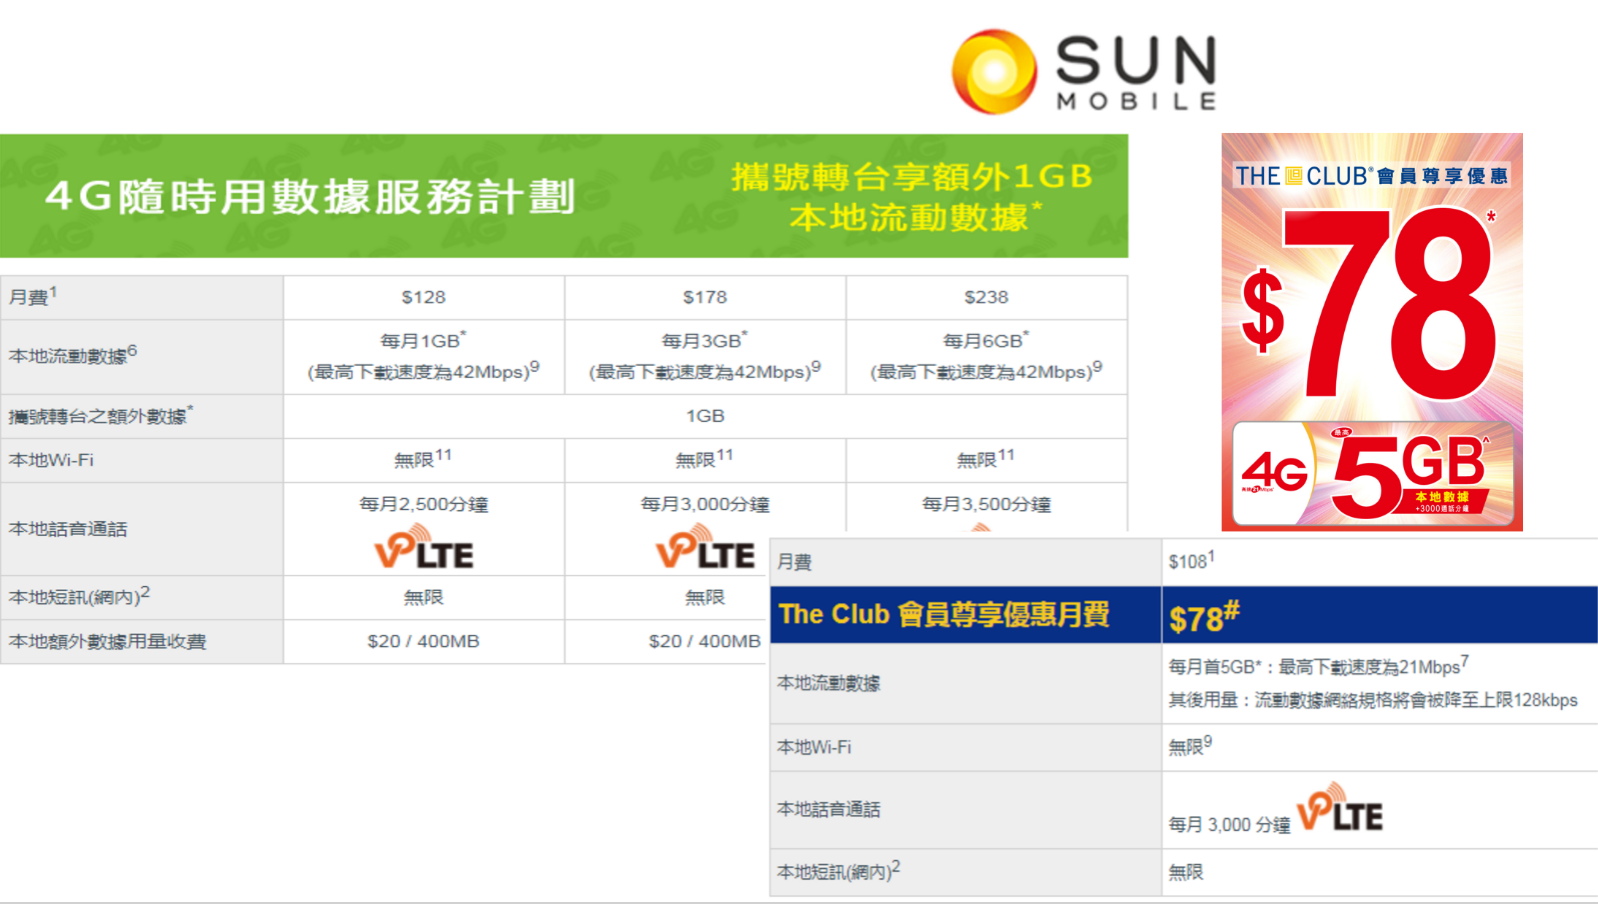 SUN
MOBILE
4G隨時用數據服務計劃
攜號轉台享額外1GB
本地流動數據*
月費1 $128 $178 $238
本地流動數據6 每月1GB* 每月3GB* 每月6GB*
(最高下載速度為42Mbps)9 (最高下載速度為42Mbps)9 (最高下載速度為42Mbps)9
攜號轉台之額外數據* 1GB
本地Wi-Fi 無限11 無限11 無限11
本地話音通話 每月2,500分鐘 每月3,000分鐘 每月3,500分鐘
VoLTE VoLTE
本地短訊(網內)2 無限 無限
本地額外數據用量收費 $20 / 400MB $20 / 400MB
THE CLUB®會員尊享優惠
$78*
4G
最高
5GB^
本地數據
+3000通話分鐘
月費 $1081
The Club 會員尊享優惠月費 $78#
本地流動數據 每月首5GB*：最高下載速度為21Mbps7
其後用量：流動數據網絡規格將會被降至上限128kbps
本地Wi-Fi 無限9
本地話音通話 每月 3,000 分鐘 VoLTE
本地短訊(網內)2 無限